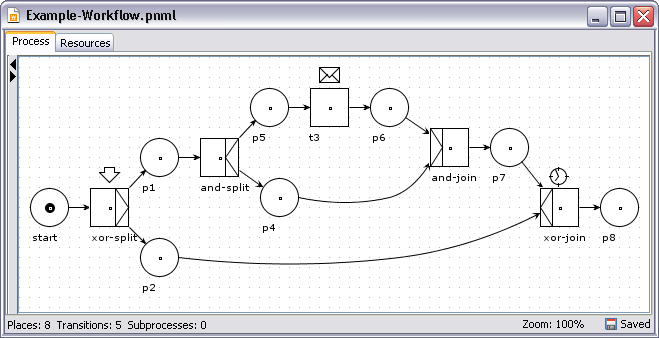 Example-Workflow.pnml
Process Resources
p5 t3 p6
p1 and-split and-join p7
p4
start xor-split xor-join p8
p2
Places: 8 Transitions: 5 Subprocesses: 0 Zoom: 100% Saved